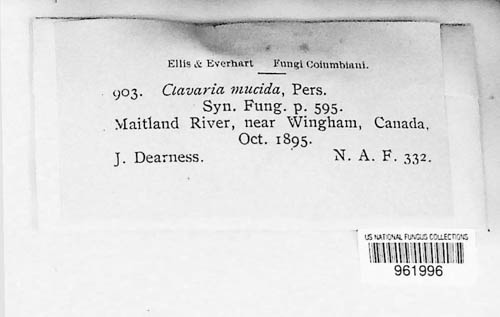 Ellis & Everhart Fungi Columbiani.
903. Clavaria mucida, Pers.
Syn. Fung. p. 595.
Maitland River, near Wingham, Canada,
Oct. 1895.
J. Dearness. N. A. F. 332.
US NATIONAL FUNGUS COLLECTIONS
961996